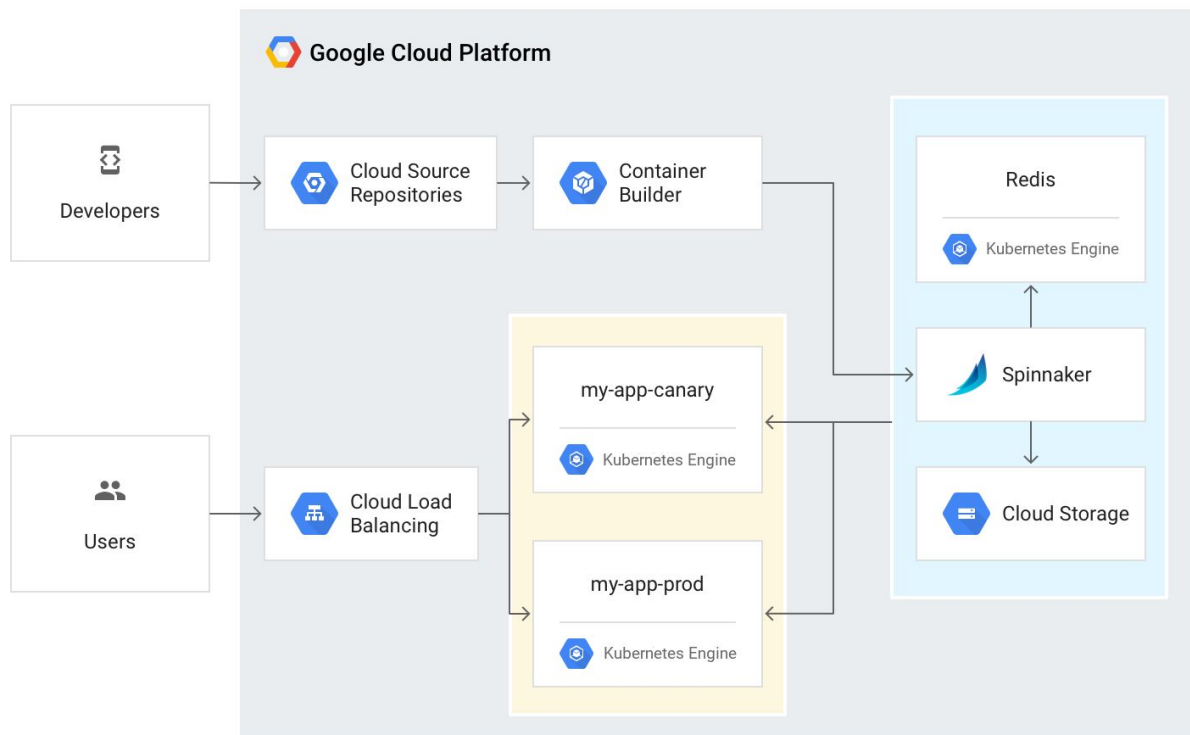 Google Cloud Platform
Developers
Cloud Source
Repositories
Container
Builder
Redis
Kubernetes Engine
Spinnaker
Cloud Storage
my-app-canary
Kubernetes Engine
Users
Cloud Load
Balancing
my-app-prod
Kubernetes Engine